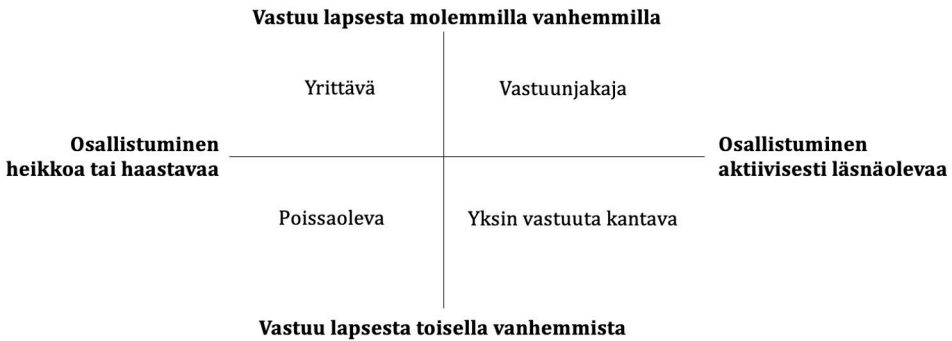 Vastuu lapsesta molemmilla vanhemmilla
Yrittävä
Vastuunjakaja
Osallistuminen
heikkoa tai haastavaa
Osallistuminen
aktiivisesti läsnäolevaa
Poissaoleva
Yksin vastuuta kantava
Vastuu lapsesta toisella vanhemmista